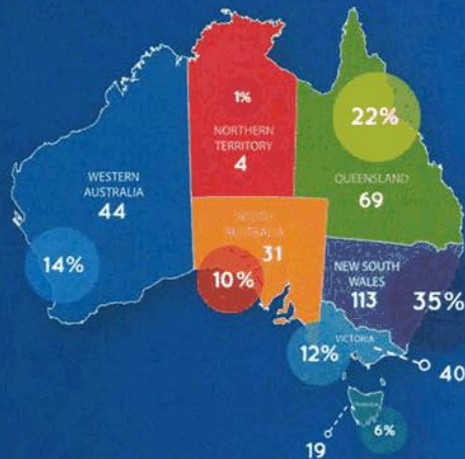 1%
NORTHERN
TERRITORY
4
22%
QUEENSLAND
69
WESTERN
AUSTRALIA
44
14%
SOUTH
AUSTRALIA
31
10%
NEW SOUTH
WALES
113
35%
VICTORIA
12%
40
TASMANIA
6%
19